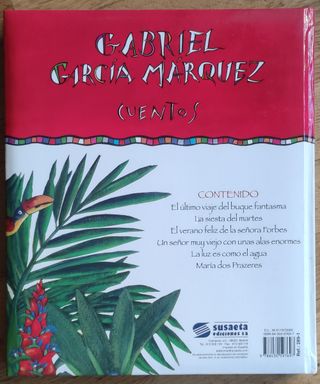 GABRIEL
GARCÍA MÁRQUEZ
CUENTOS
CONTENIDO
El último viaje del buque fantasma
La siesta del martes
El verano feliz de la señora Forbes
Un señor muy viejo con unas alas enormes
La luz es como el agua
María dos Prazeres
susaeta
ediciones s.a.